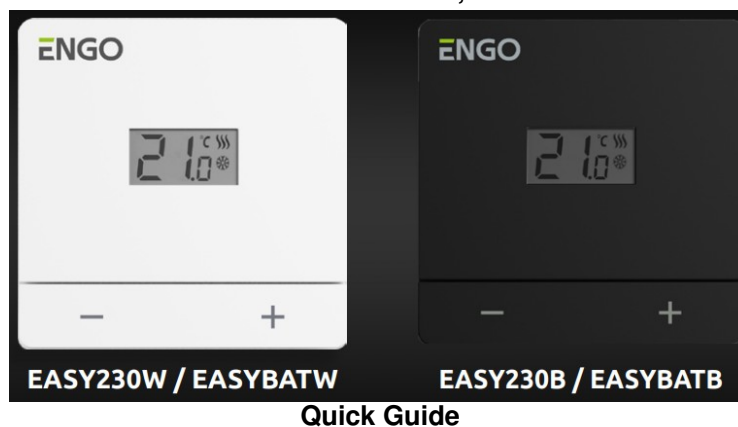 ENGO ENGO
21.0 °C 21.0 °C
− + − +
EASY230W / EASYBATW EASY230B / EASYBATB
Quick Guide